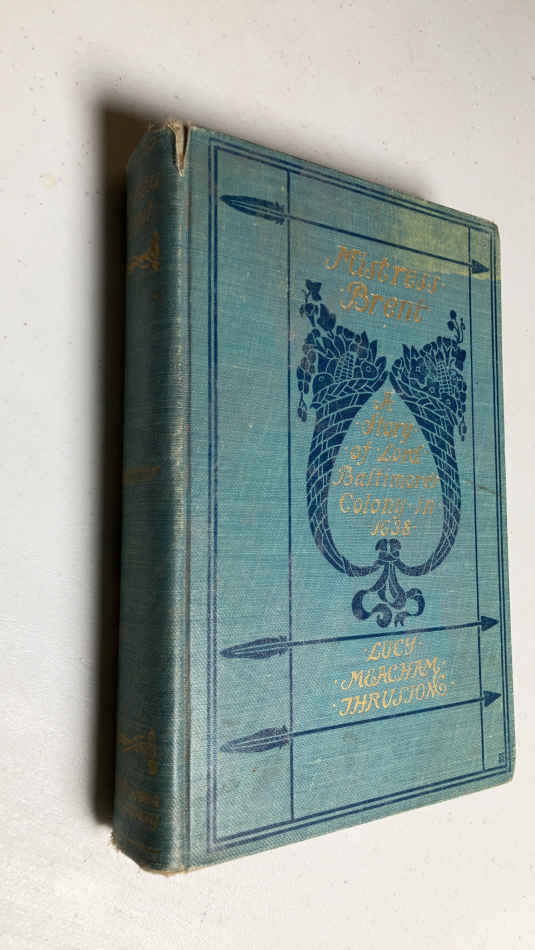 Mistress
Brent
A
Story
of Lord
Baltimore's
Colony in
1638
LUCY
MEACHAM
THRUSTON